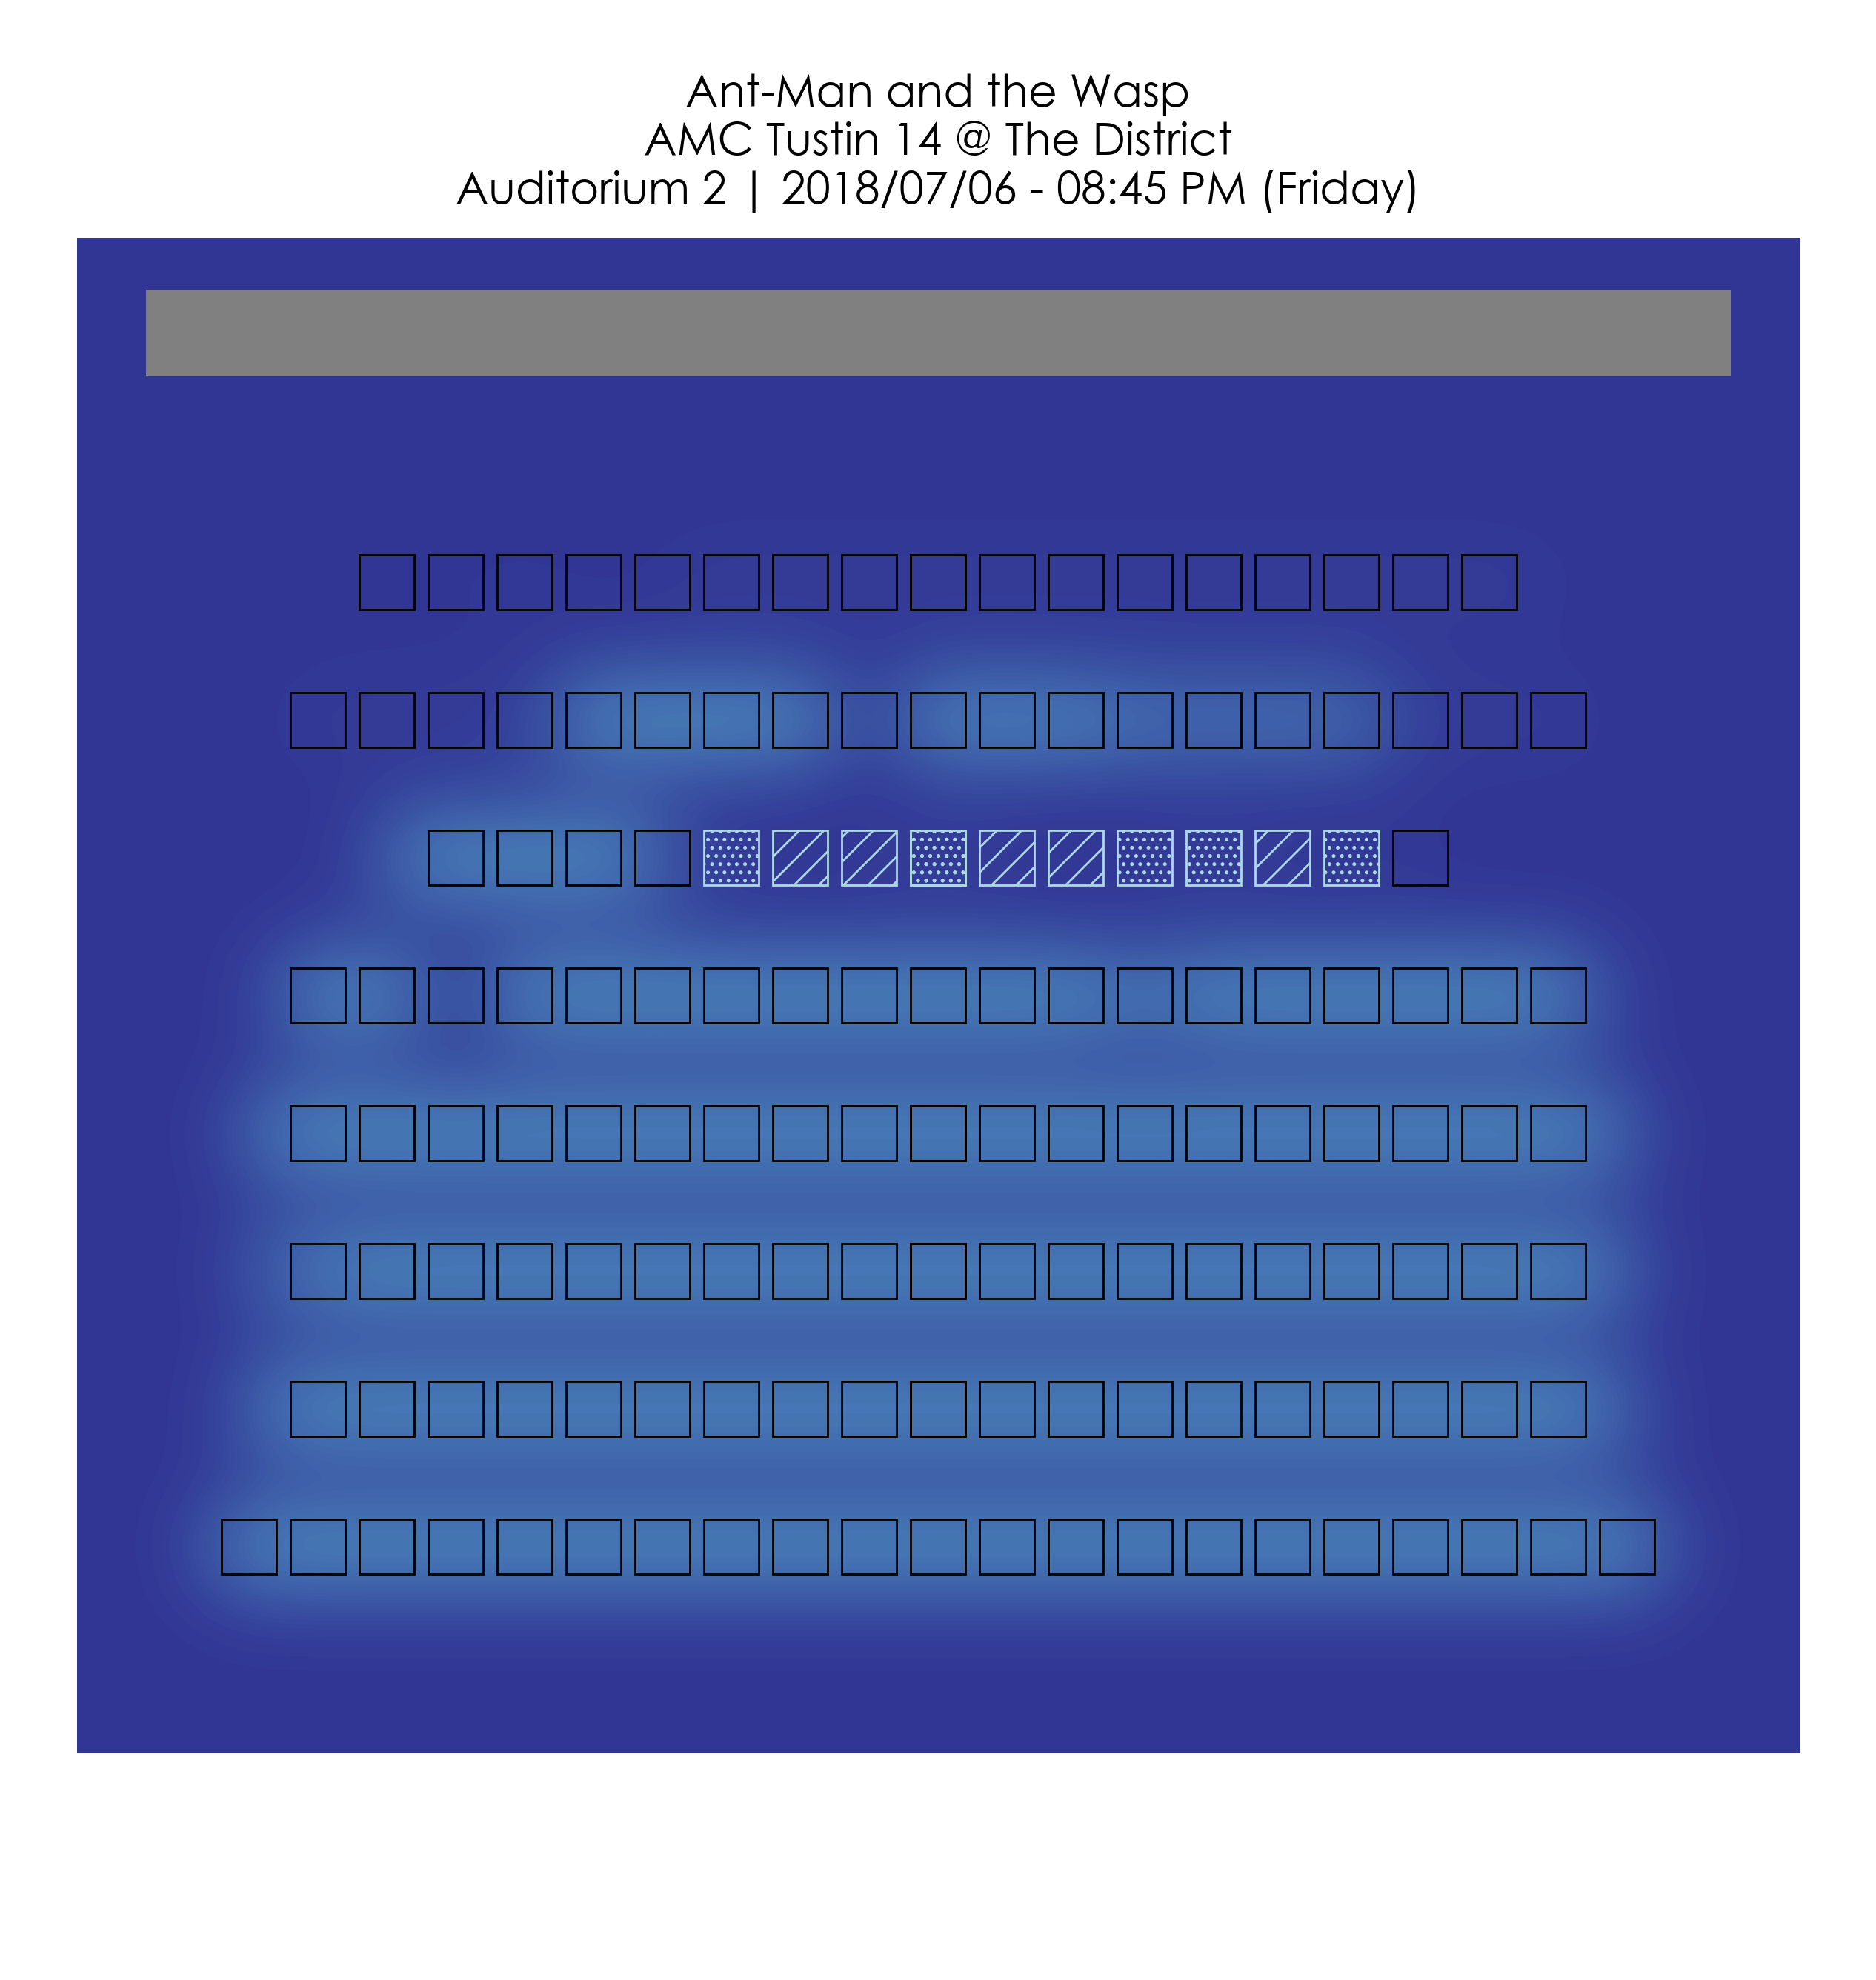 Ant-Man and the Wasp
AMC Tustin 14 @ The District
Auditorium 2 | 2018/07/06 - 08:45 PM (Friday)